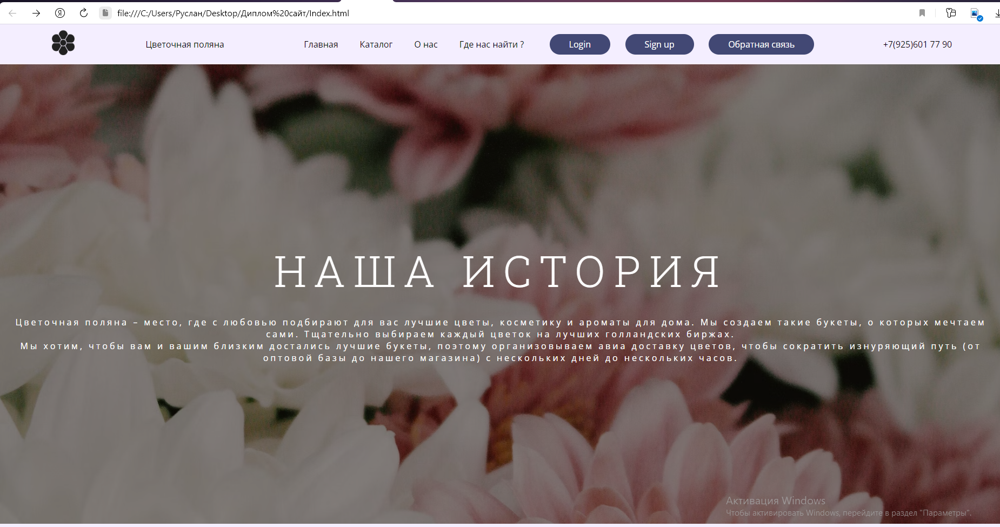 file:///C:/Users/Руслан/Desktop/Диплом%20сайт/Index.html
Цветочная поляна Главная Каталог О нас Где нас найти ? Login Sign up Обратная связь +7(925)601 77 90
НАША ИСТОРИЯ
Цветочная поляна – место, где с любовью подбирают для вас лучшие цветы, косметику и ароматы для дома. Мы создаем такие букеты, о которых мечтаем
сами. Тщательно выбираем каждый цветок на лучших голландских биржах.
Мы хотим, чтобы вам и вашим близким достались лучшие букеты, поэтому организовываем авиа доставку цветов, чтобы сократить изнуряющий путь (от
оптовой базы до нашего магазина) с нескольких дней до нескольких часов.
Активация Windows
Чтобы активировать Windows, перейдите в раздел "Параметры".